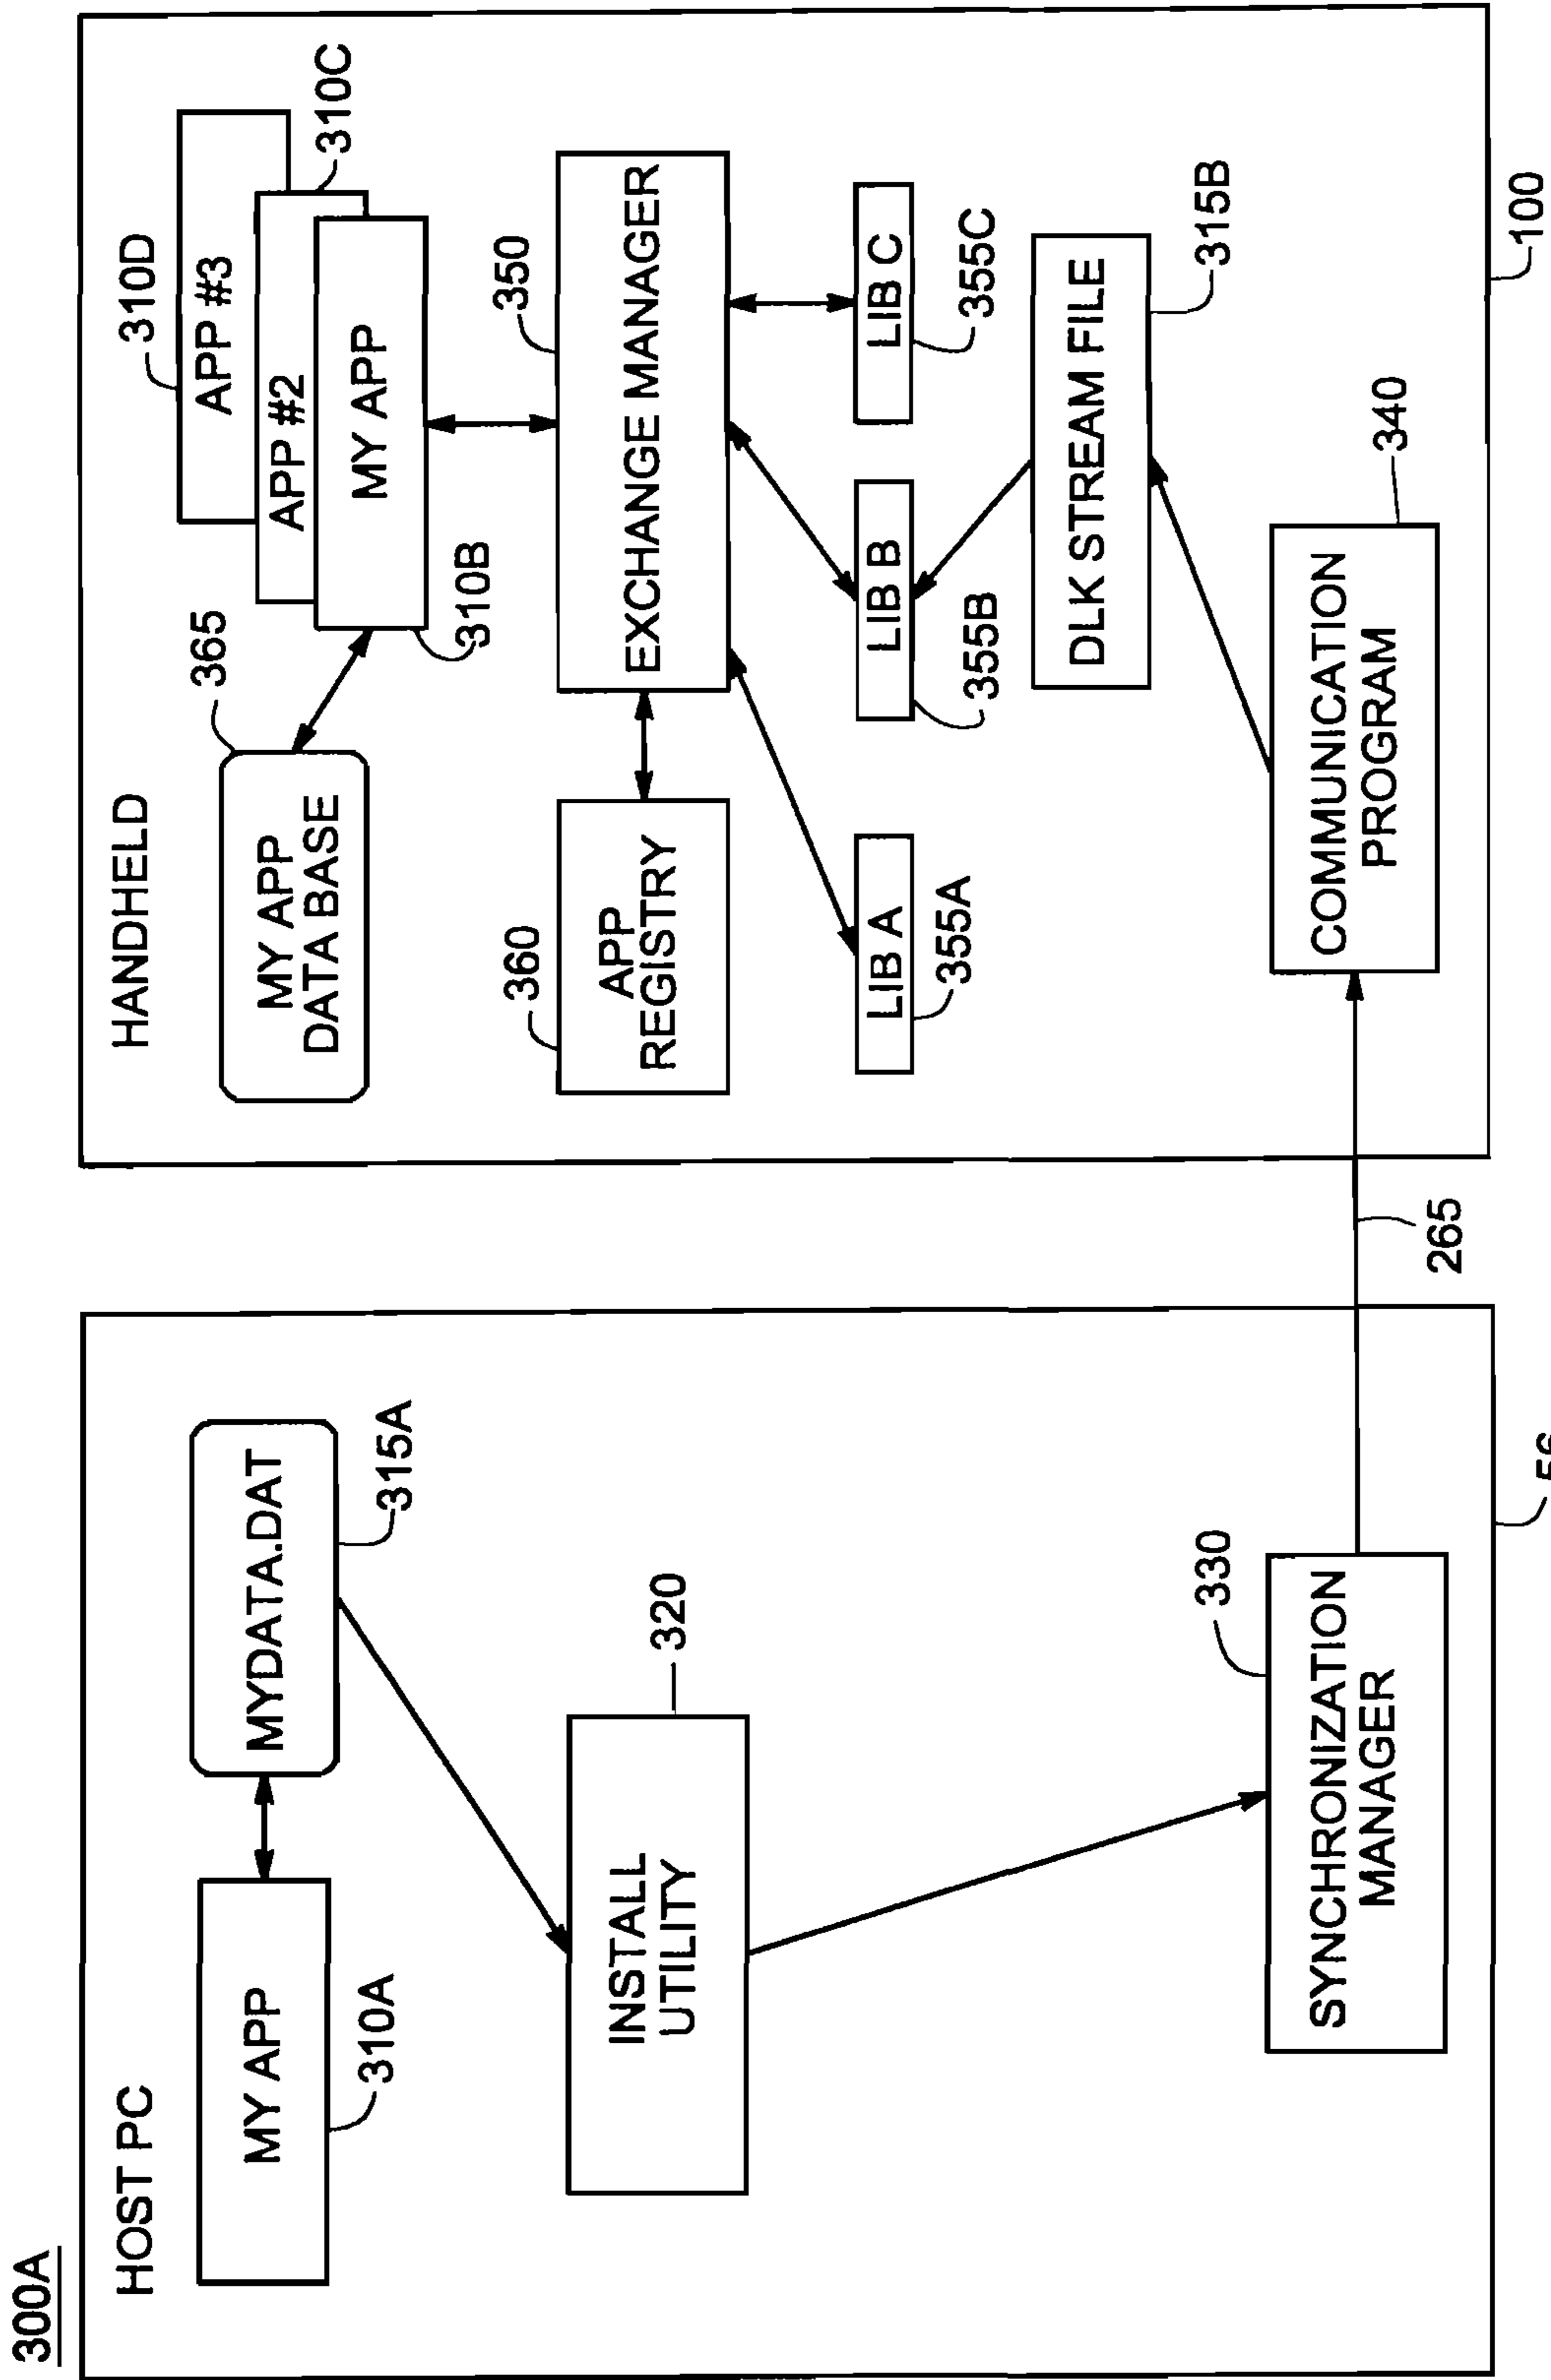 300A
HOST PC
MY APP
310A
MYDATA.DAT
315A
INSTALL
UTILITY
320
SYNCHRONIZATION
MANAGER
330
265
HANDHELD
MY APP
DATA BASE
365
310D
APP #3
APP #2
310C
MY APP
310B
APP
REGISTRY
360
EXCHANGE MANAGER
350
LIB A
355A
LIB B
355B
LIB C
355C
DLK STREAM FILE
315B
COMMUNICATION
PROGRAM
340
100